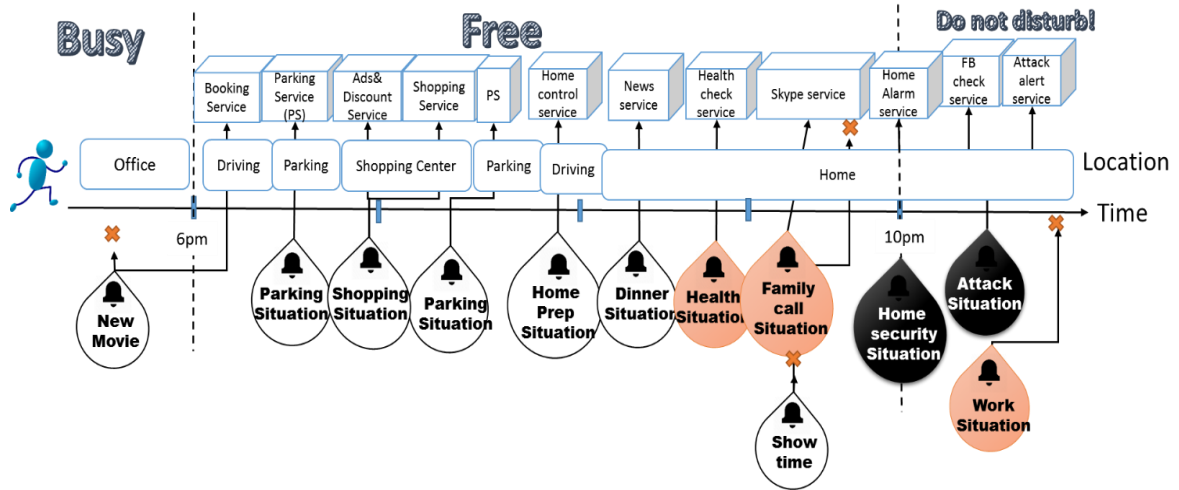 Busy
Free
Do not disturb!
Booking
Service
Parking
Service
(PS)
Ads&
Discount
Service
Shopping
Service
PS
Home
control
service
News
service
Health
check
service
Skype service
Home
Alarm
service
FB
check
service
Attack
alert
service
Office
Driving
Parking
Shopping Center
Parking
Driving
Home
Location
Time
6pm
10pm
New
Movie
Parking
Situation
Shopping
Situation
Parking
Situation
Home
Prep
Situation
Dinner
Situation
Health
Situation
Family
call
Situation
Home
security
Situation
Attack
Situation
Show
time
Work
Situation